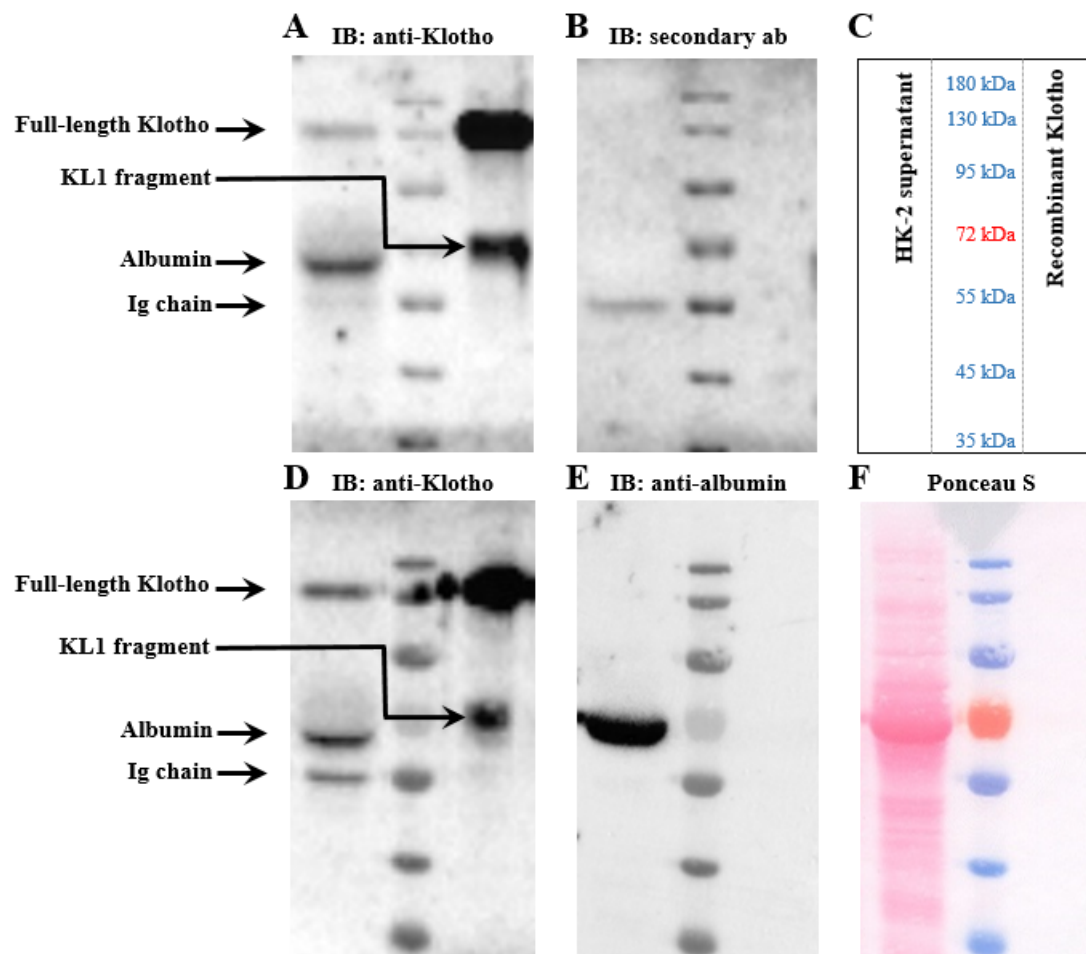 A
IB: anti-Klotho
B
IB: secondary ab
C
Full-length Klotho
KL1 fragment
Albumin
Ig chain
HK-2 supernatant
180 kDa
130 kDa
95 kDa
72 kDa
55 kDa
45 kDa
35 kDa
Recombinant Klotho
D
IB: anti-Klotho
E
IB: anti-albumin
F
Ponceau S
Full-length Klotho
KL1 fragment
Albumin
Ig chain